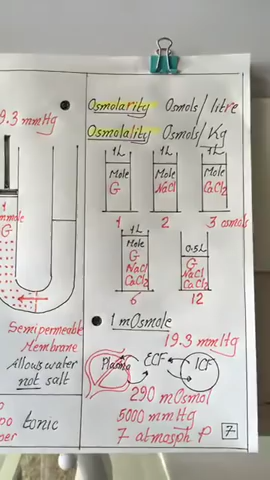 9.3 mmHg
Osmolarity Osmols/litre
Osmolality Osmols/Kg
1L 1L 1L
Mole Mole Mole
G NaCl CaCl2
1 2 3 osmols
1L 0.5L
Mole
G G
NaCl NaCl
CaCl2 CaCl2
6 12
1
mmole
G
Semipermeable
Membrane
Allows water
not salt
tonic
1 mOsmole
19.3 mmHg
Plasma ECF ICF
290 mOsmol
5000 mmHg
7 atmosph P
7